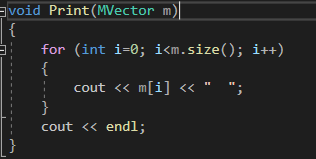 void Print(MVector m)
{
    for (int i=0; i<m.size(); i++)
    {
        cout << m[i] << "  ";
    }
    cout << endl;
}